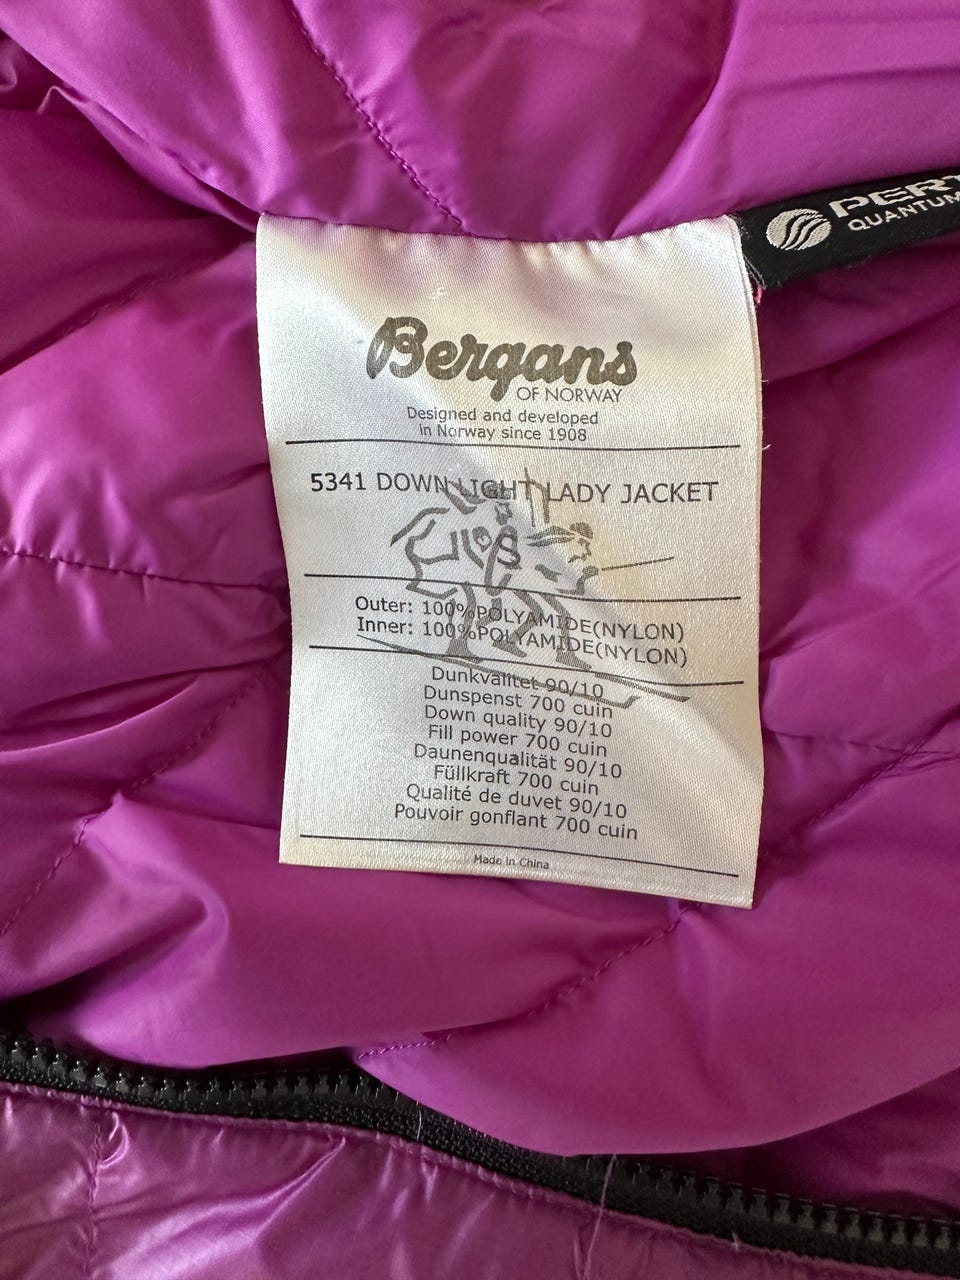 PERT
QUANTUM
Bergans
OF NORWAY
Designed and developed
in Norway since 1908
5341 DOWN LIGHT LADY JACKET
Outer: 100%POLYAMIDE(NYLON)
Inner: 100%POLYAMIDE(NYLON)
Dunkvalitet 90/10
Dunspenst 700 cuin
Down quality 90/10
Fill power 700 cuin
Daunenqualität 90/10
Füllkraft 700 cuin
Qualité de duvet 90/10
Pouvoir gonflant 700 cuin
Made in China